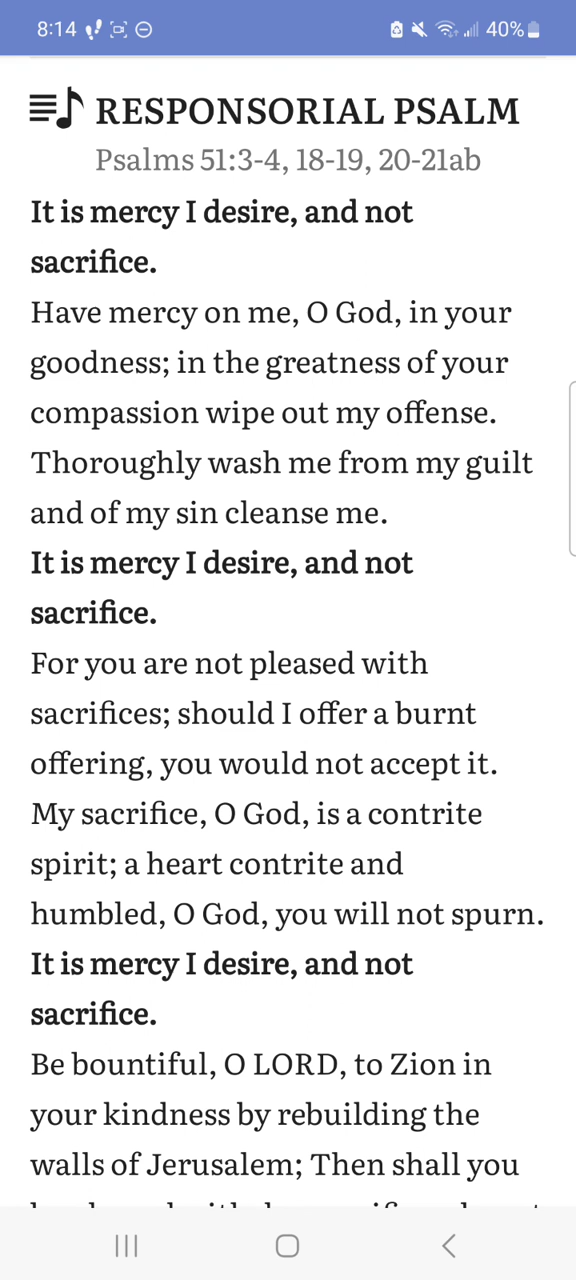 8:14 40%
RESPONSORIAL PSALM
Psalms 51:3-4, 18-19, 20-21ab
It is mercy I desire, and not
sacrifice.
Have mercy on me, O God, in your
goodness; in the greatness of your
compassion wipe out my offense.
Thoroughly wash me from my guilt
and of my sin cleanse me.
It is mercy I desire, and not
sacrifice.
For you are not pleased with
sacrifices; should I offer a burnt
offering, you would not accept it.
My sacrifice, O God, is a contrite
spirit; a heart contrite and
humbled, O God, you will not spurn.
It is mercy I desire, and not
sacrifice.
Be bountiful, O LORD, to Zion in
your kindness by rebuilding the
walls of Jerusalem; Then shall you